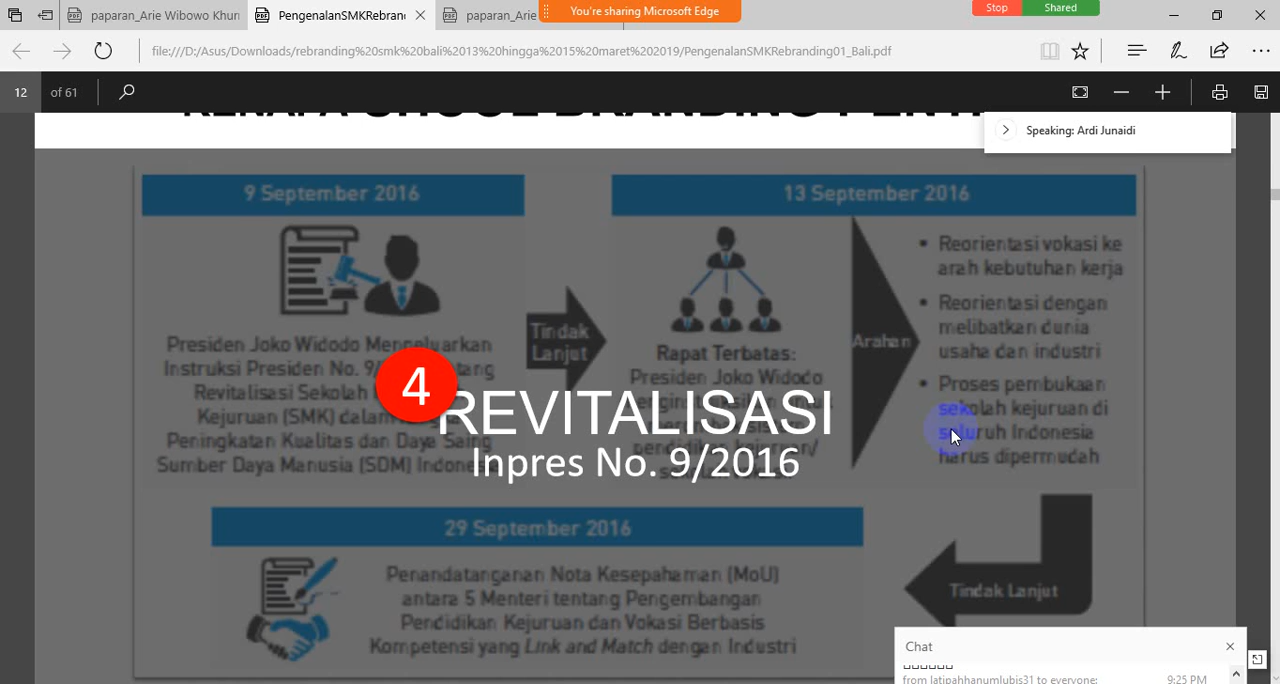 paparan_Arie Wibowo Khuri
PengenalanSMKRebran
paparan_Arie
You're sharing Microsoft Edge
Stop
Shared
file:///D:/Asus/Downloads/rebranding%20smk%20bali%2013%20hingga%2015%20maret%202019/PengenalanSMKRebranding01_Bali.pdf
12 of 61
Speaking: Ardi Junaidi
9 September 2016
Presiden Joko Widodo Mengeluarkan
Instruksi Presiden No.
Revitalisasi Sekolah
Kejuruan (SMK)
Peningkatan Kualitas dan Daya Saing
Sumber Daya Manusia (SDM)
Tindak
Lanjut
13 September 2016
Rapat Terbatas:
Presiden Joko Widodo
Arahan
• Reorientasi vokasi ke
arah kebutuhan kerja
• Reorientasi dengan
melibatkan dunia
usaha dan industri
• Proses pembukaan
sekolah kejuruan di
seluruh Indonesia
harus dipermudah
4
REVITALISASI
Inpres No. 9/2016
29 September 2016
Penandatanganan Nota Kesepahaman (MoU)
antara 5 Menteri tentang Pengembangan
Pendidikan Kejuruan dan Vokasi Berbasis
Kompetensi yang Link and Match dengan Industri
Tindak Lanjut
Chat
from latipahhanumlubis31 to everyone:
9:25 PM